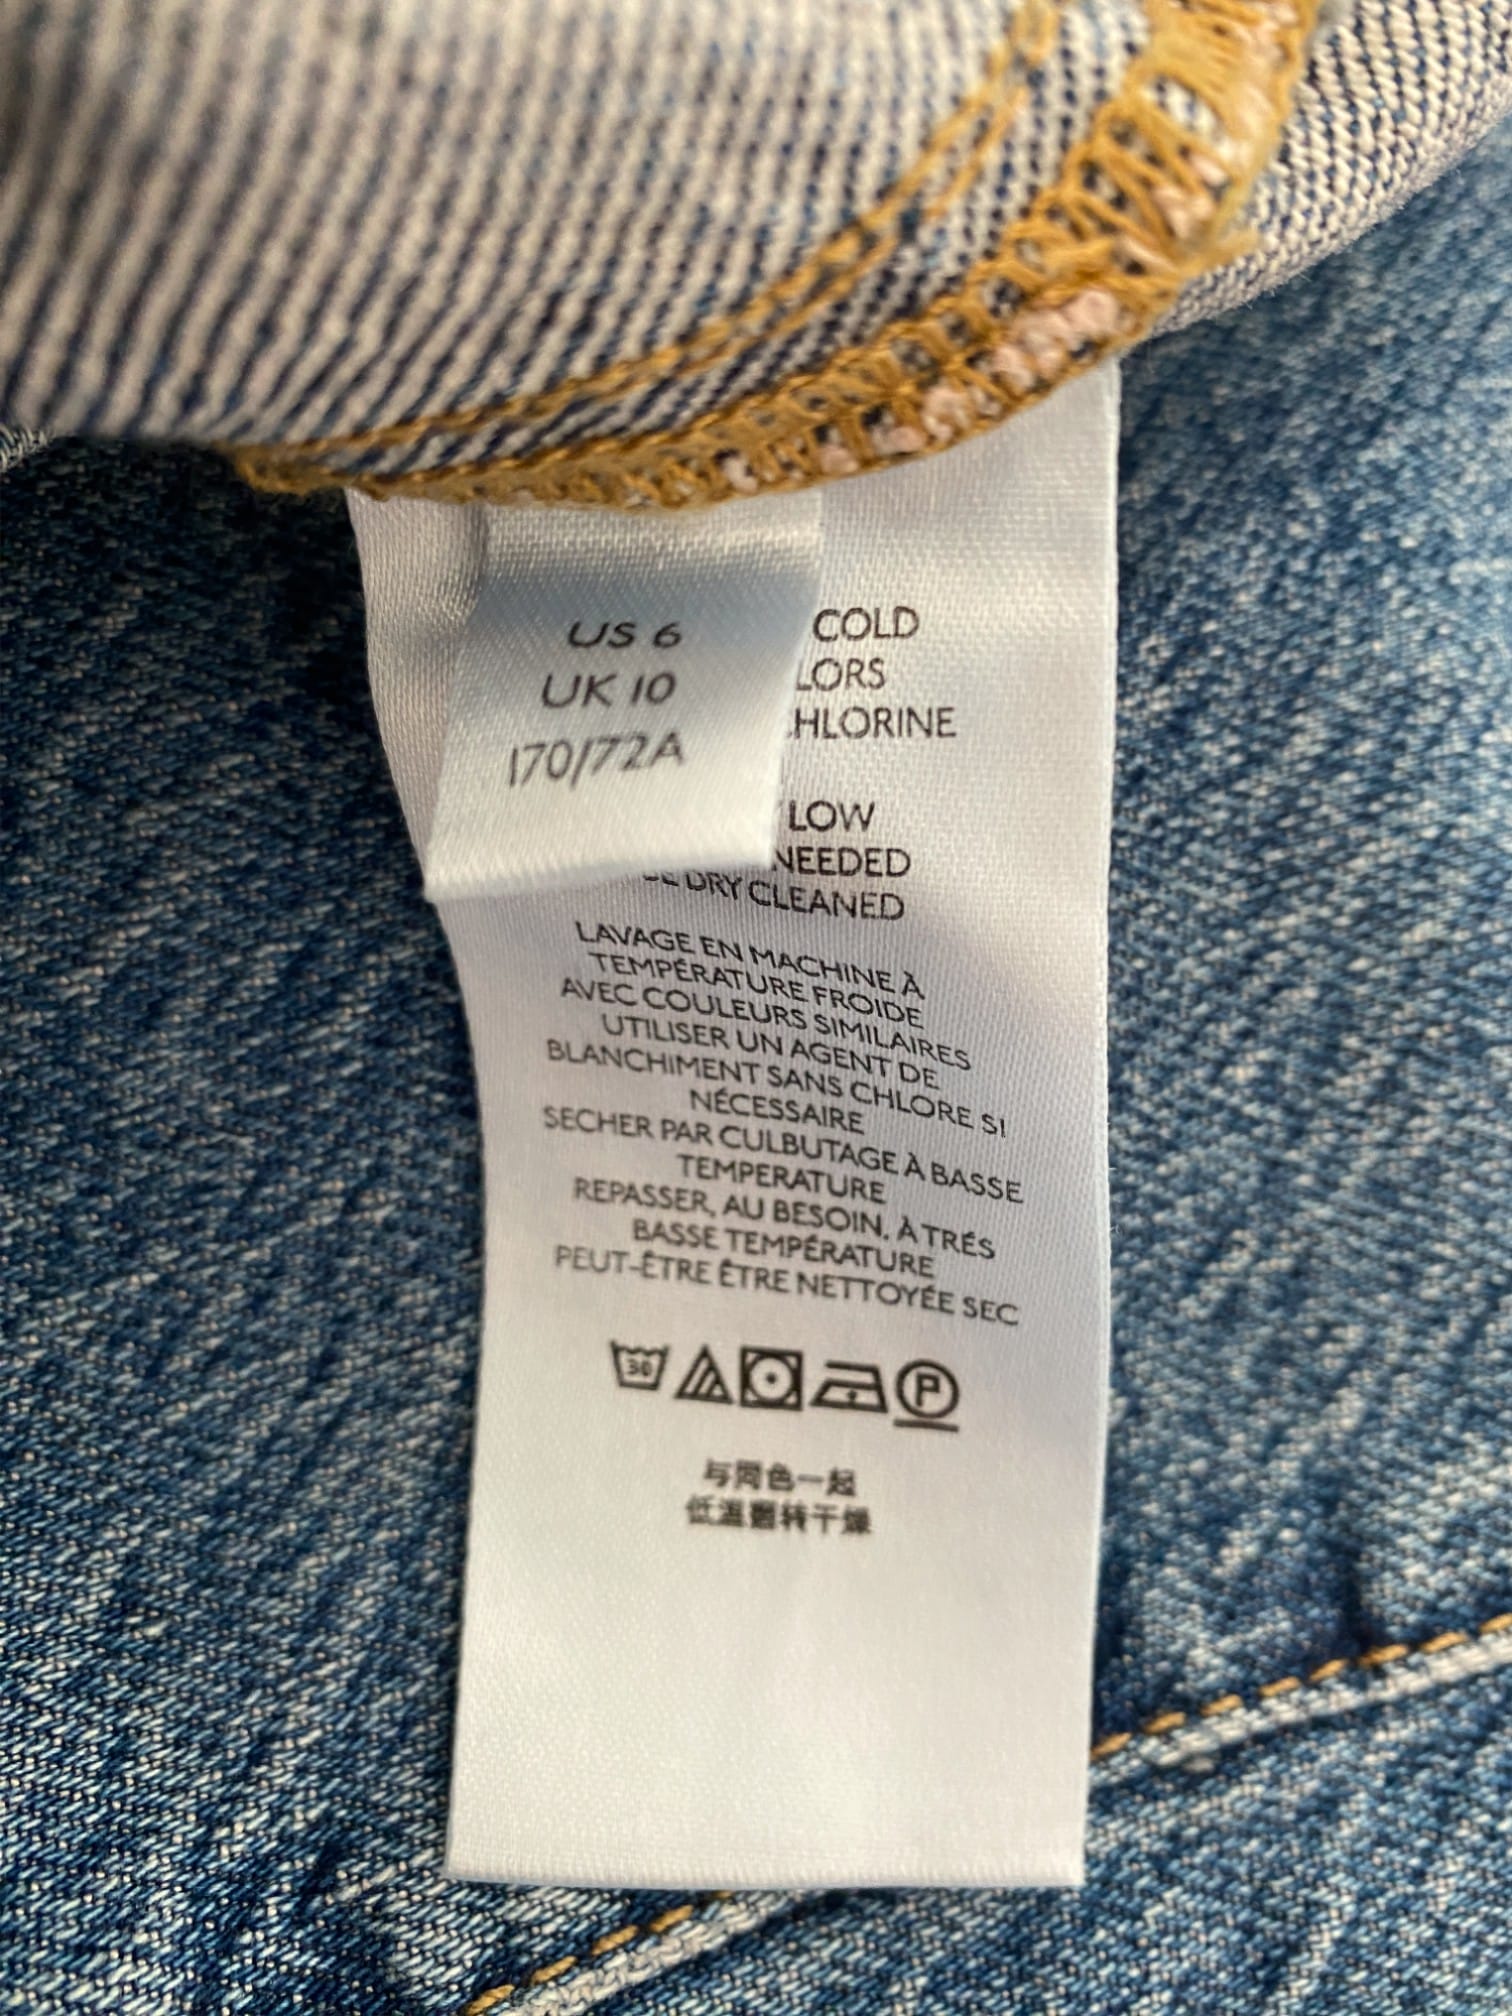 US 6
UK 10
170/72A
COLD
LORS
HLORINE
LOW
NEEDED
DRY CLEANED
LAVAGE EN MACHINE À
TEMPÉRATURE FROIDE
AVEC COULEURS SIMILAIRES
UTILISER UN AGENT DE
BLANCHIMENT SANS CHLORE SI
NÉCESSAIRE
SECHER PAR CULBUTAGE À BASSE
TEMPERATURE
REPASSER, AU BESOIN, À TRÉS
BASSE TEMPÉRATURE
PEUT-ÊTRE ÊTRE NETTOYÉE SEC
30 P
与同色一起
低温翻转干燥